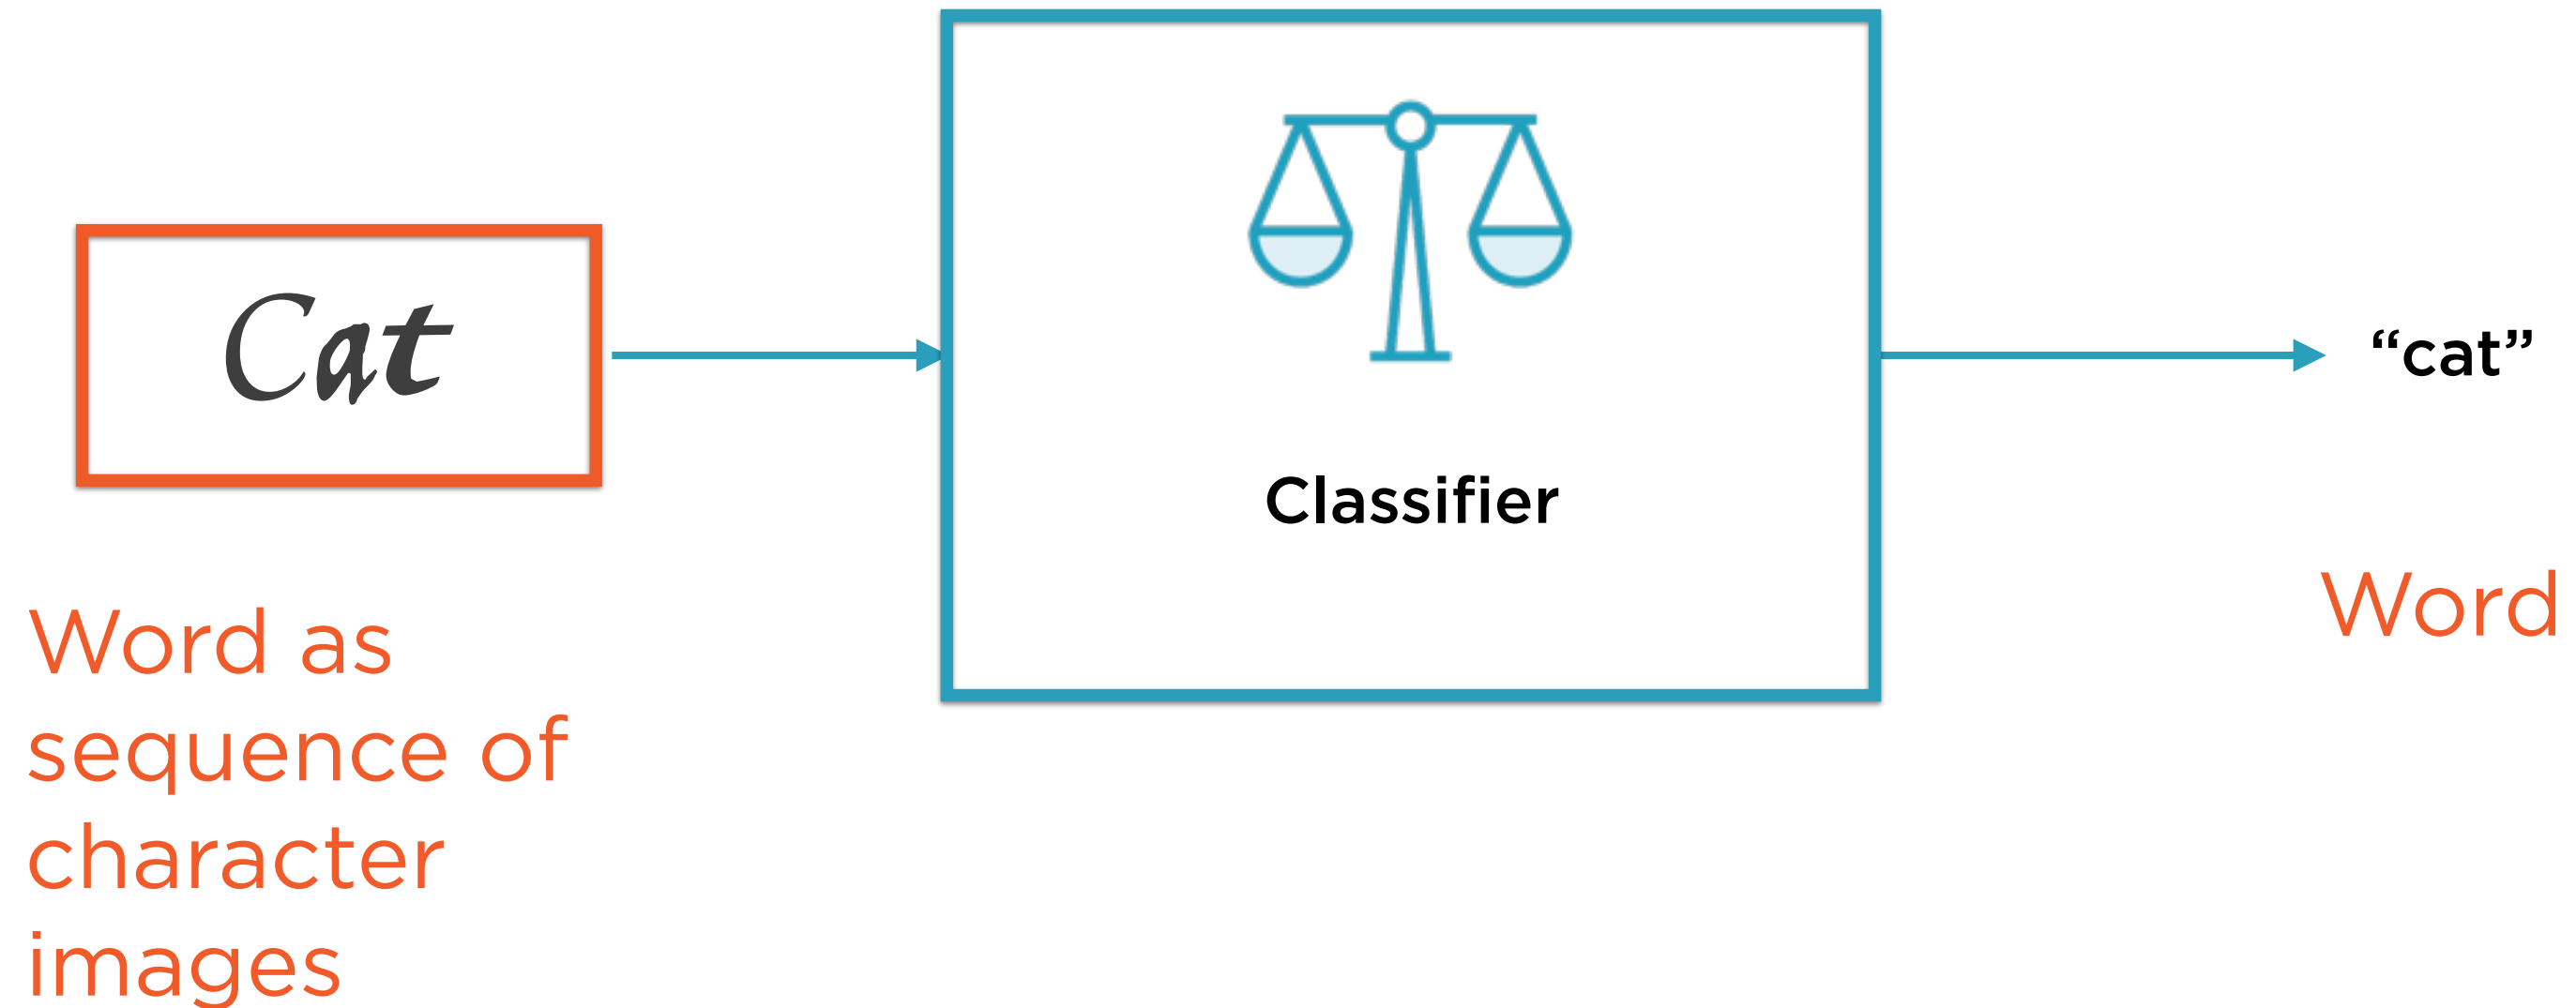 Cat
Classifier
“cat”
Word as
sequence of
character
images
Word